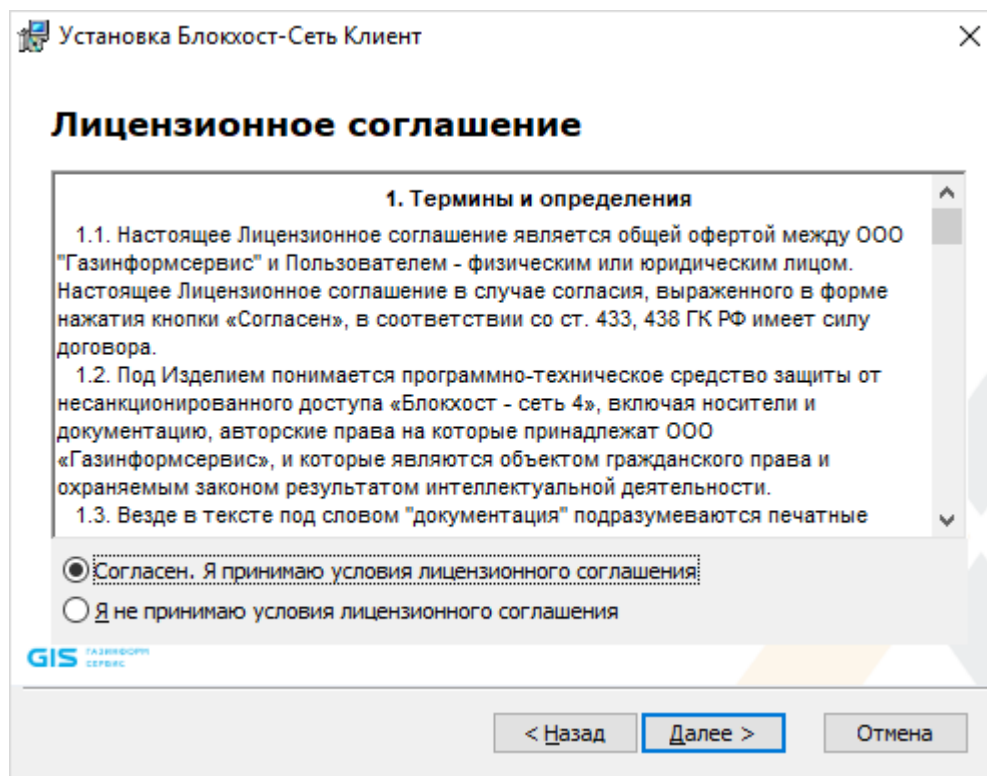 Установка Блокхост-Сеть Клиент
Лицензионное соглашение
1. Термины и определения
1.1. Настоящее Лицензионное соглашение является общей офертой между ООО
"Газинформсервис" и Пользователем - физическим или юридическим лицом.
Настоящее Лицензионное соглашение в случае согласия, выраженного в форме
нажатия кнопки «Согласен», в соответствии со ст. 433, 438 ГК РФ имеет силу
договора.
1.2. Под Изделием понимается программно-техническое средство защиты от
несанкционированного доступа «Блокхост - сеть 4», включая носители и
документацию, авторские права на которые принадлежат ООО
«Газинформсервис», и которые являются объектом гражданского права и
охраняемым законом результатом интеллектуальной деятельности.
1.3. Везде в тексте под словом "документация" подразумеваются печатные
Согласен. Я принимаю условия лицензионного соглашения
Я не принимаю условия лицензионного соглашения
GIS ГАЗИНФОРМ
СЕРВИС
< Назад
Далее >
Отмена